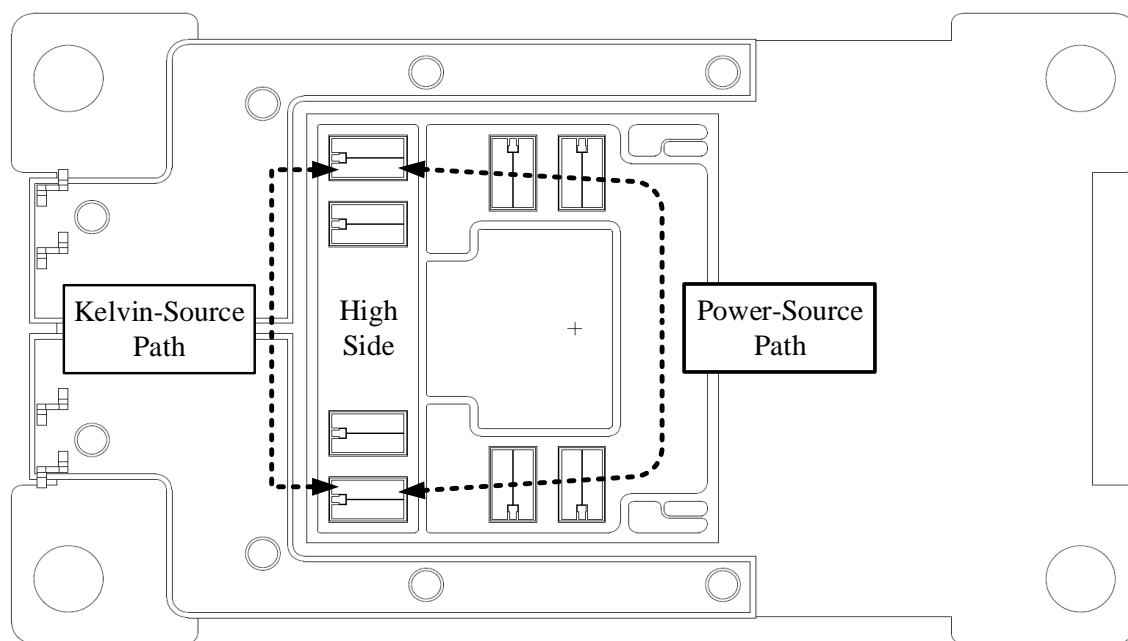 Kelvin-Source
Path
High
Side
Power-Source
Path